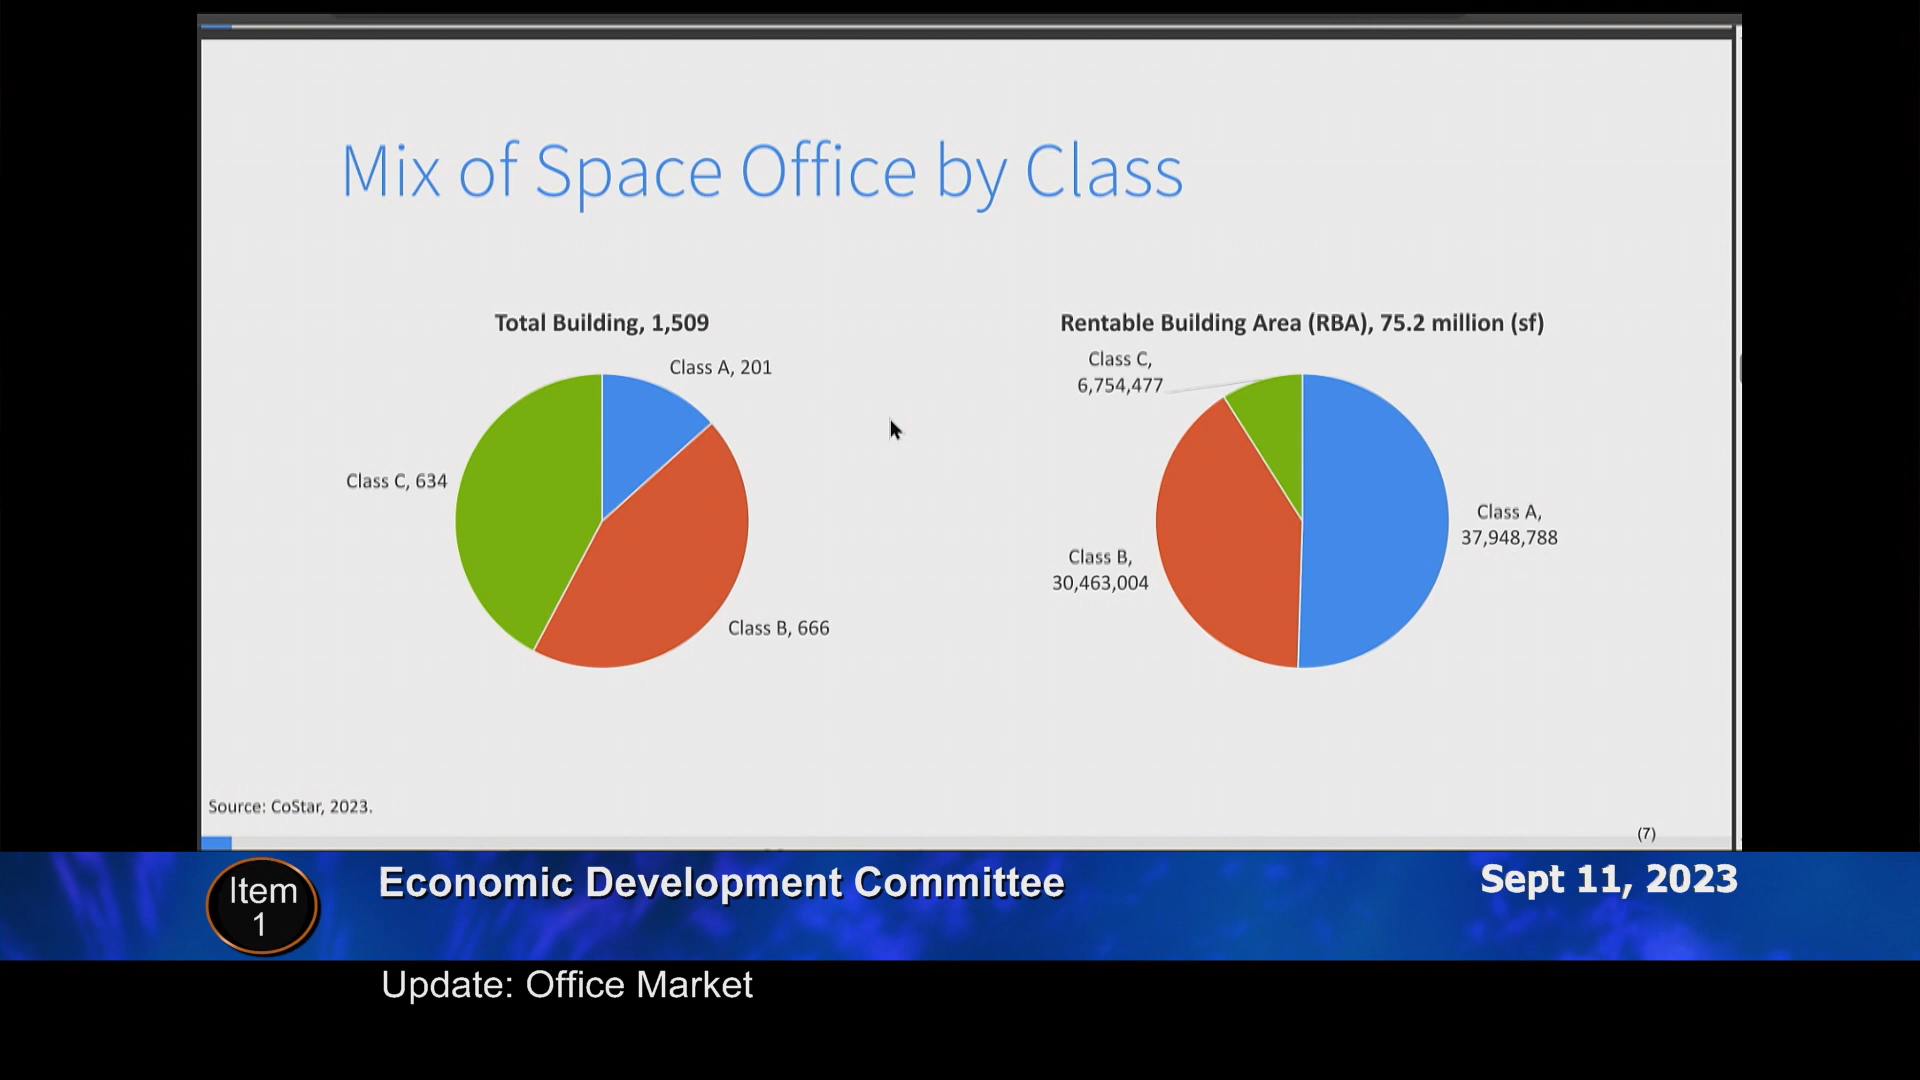 Mix of Space Office by Class
Total Building, 1,509
Class A, 201
Class C, 634
Class B, 666
Rentable Building Area (RBA), 75.2 million (sf)
Class C,
6,754,477
Class A,
37,948,788
Class B,
30,463,004
Source: CoStar, 2023.
(7)
Item
1
Economic Development Committee
Sept 11, 2023
Update: Office Market